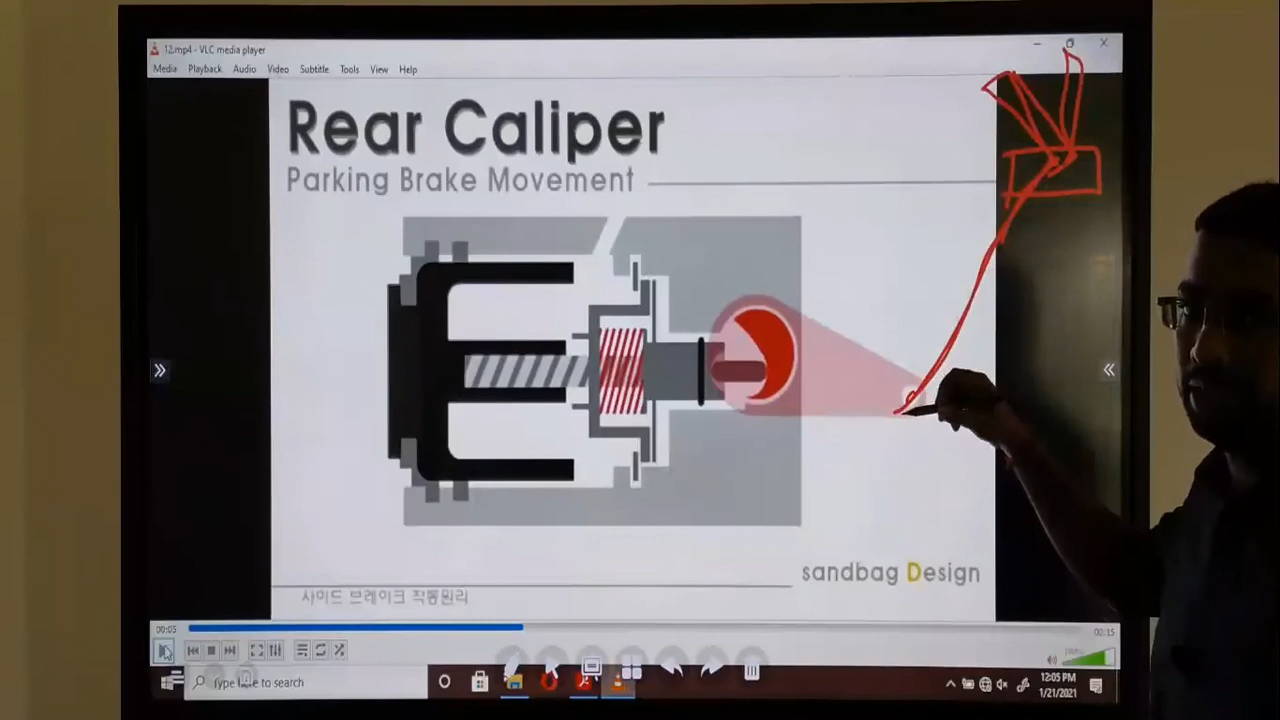 12.mp4 - VLC media player
Media Playback Audio Video Subtitle Tools View Help
Rear Caliper
Parking Brake Movement
sandbag Design
사이드 브레이크 작동원리
00:05
00:15
100%
Type here to search
12:05 PM
1/21/2021